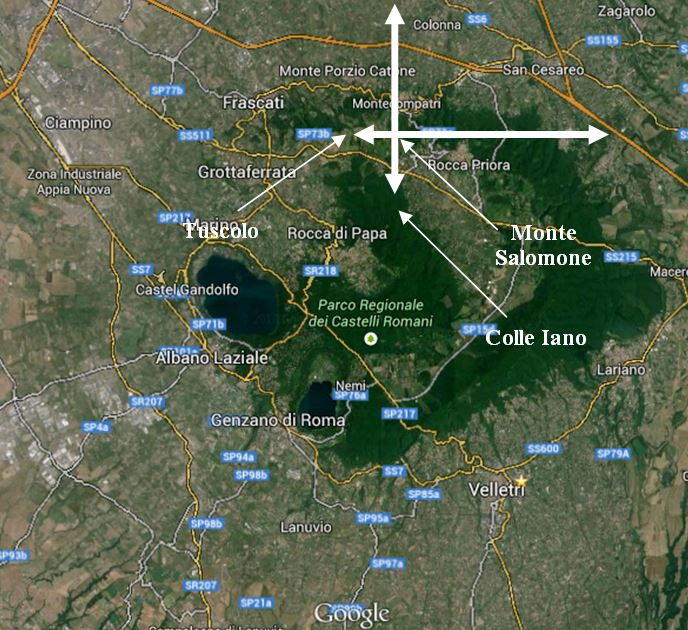 Colonna
SS6
Zagarolo
SS155
Monte Porzio Catone
San Cesareo
SP77b
Frascati
Montecompatri
Ciampino
SS511
SP73b
Rocca Priora
Zona Industriale
Appia Nuova
Grottaferrata
SP217
Marino
Tuscolo
Rocca di Papa
Monte
Salomone
SS215
SS7
SR218
Macere
Castel Gandolfo
Parco Regionale
dei Castelli Romani
SP71b
Colle Iano
Albano Laziale
Lariano
Nemi
SP76a
SR207
SP217
Genzano di Roma
SP4a
SS600
SP79A
SP94a
SP98b
SS7
Velletri
SP85a
SP98b
Lanuvio
SP95a
SP93b
SP97a
SR207
SP21a
Google